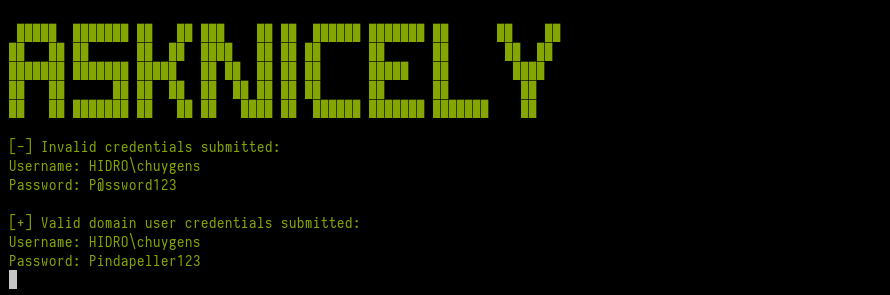 ASKNICELY
[-] Invalid credentials submitted:
Username: HIDRO\chuygens
Password: P@ssword123
[+] Valid domain user credentials submitted:
Username: HIDRO\chuygens
Password: Pindapeller123